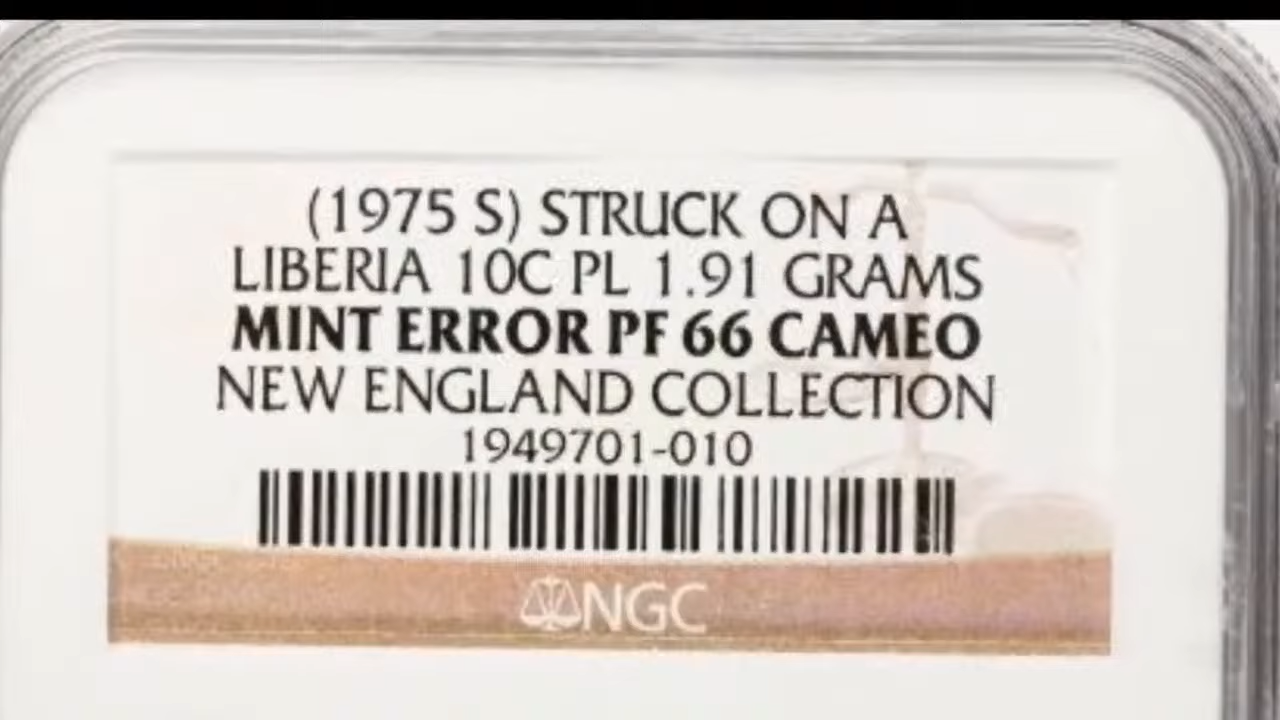 (1975 S) STRUCK ON A
LIBERIA 10C PL 1.91 GRAMS
MINT ERROR PF 66 CAMEO
NEW ENGLAND COLLECTION
1949701-010
NGC